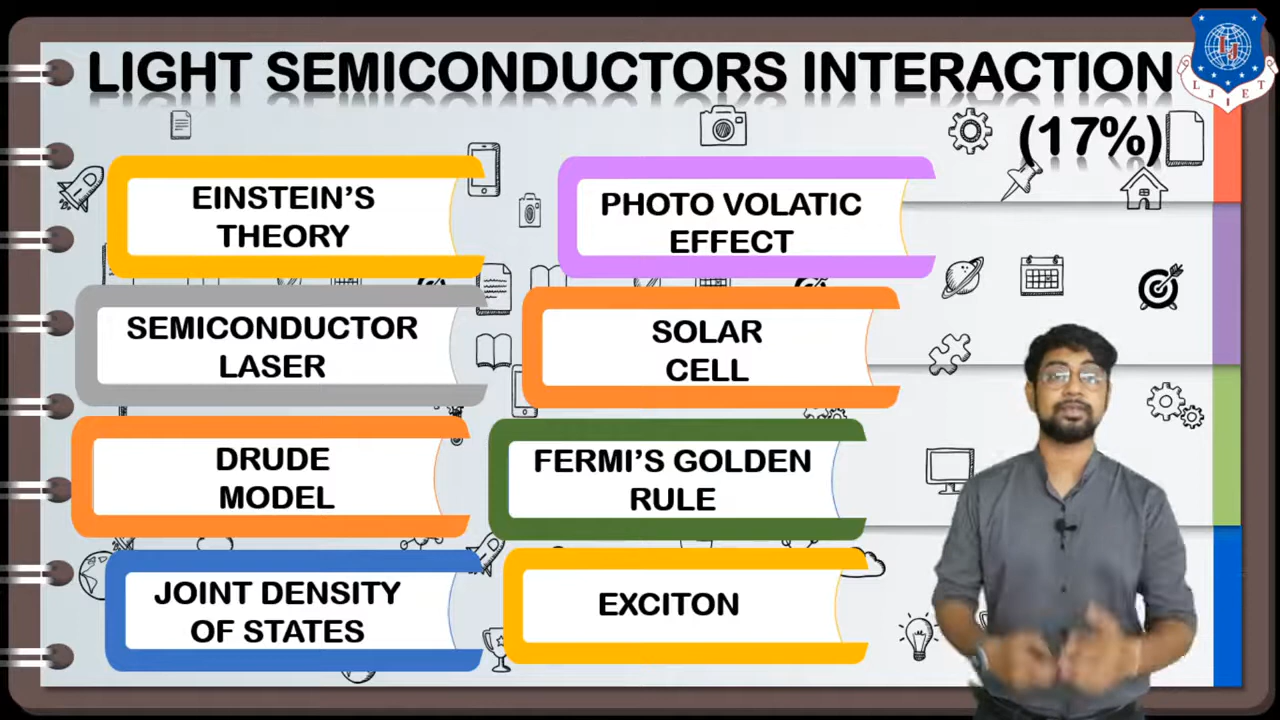 LIGHT SEMICONDUCTORS INTERACTION
(17%)
EINSTEIN'S
THEORY
PHOTO VOLATIC
EFFECT
SEMICONDUCTOR
LASER
SOLAR
CELL
DRUDE
MODEL
FERMI'S GOLDEN
RULE
JOINT DENSITY
OF STATES
EXCITON
LJIET